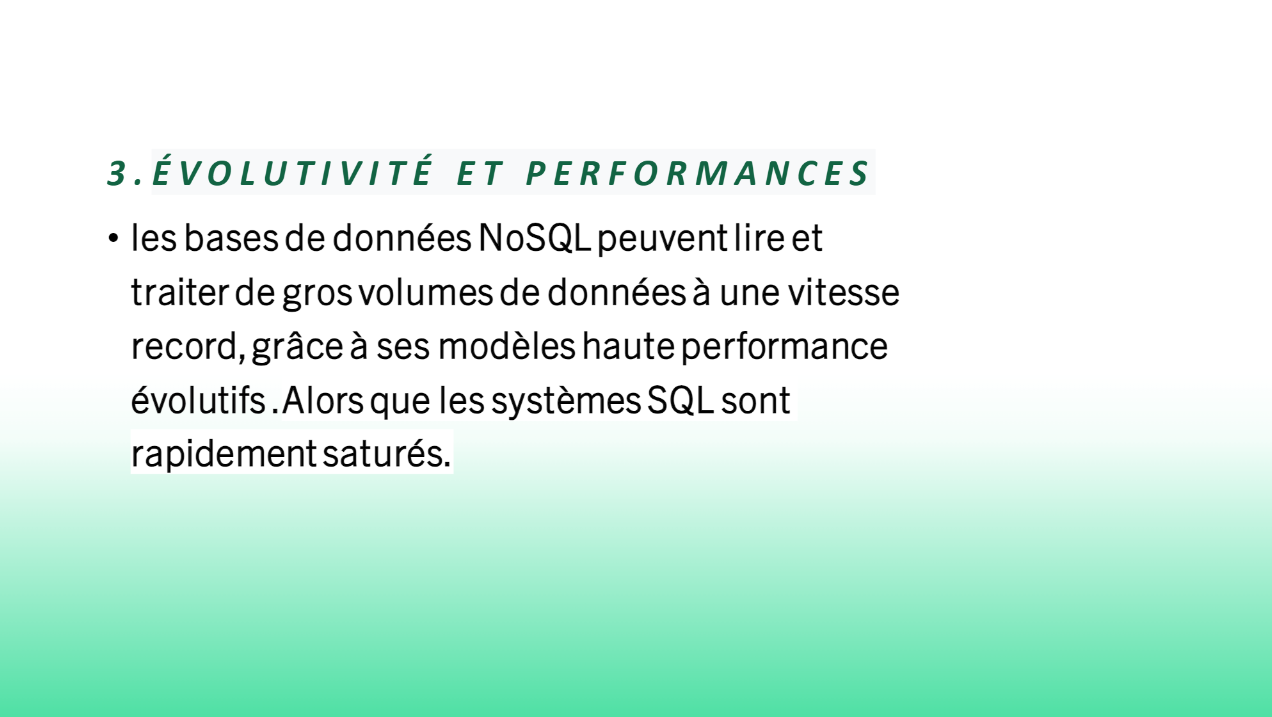 3. ÉVOLUTIVITÉ ET PERFORMANCES
• les bases de données NoSQL peuvent lire et
traiter de gros volumes de données à une vitesse
record, grâce à ses modèles haute performance
évolutifs .Alors que les systèmes SQL sont
rapidement saturés.